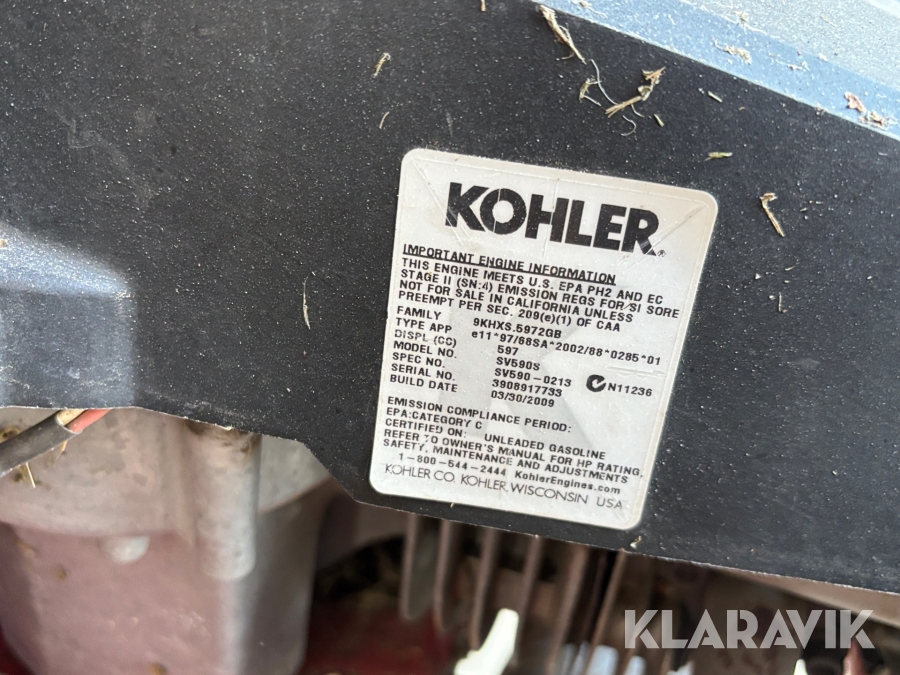 KOHLER
IMPORTANT ENGINE INFORMATION
THIS ENGINE MEETS U.S. EPA PH2 AND EC
STAGE II (SN:4) EMISSION REGS FOR SI SORE
NOT FOR SALE IN CALIFORNIA UNLESS
PREEMPT PER SEC. 209(e)(1) OF CAA
FAMILY 9KHXS.5972GB
TYPE APP e11*97/68SA*2002/88*0285*01
DISPL (CC) 597
MODEL NO. SV590S
SPEC NO. SV590-0213 N11236
SERIAL NO. 3908917733
BUILD DATE 03/30/2009
EMISSION COMPLIANCE PERIOD:
EPA:CATEGORY C
CERTIFIED ON: UNLEADED GASOLINE
REFER TO OWNER'S MANUAL FOR HP RATING,
SAFETY, MAINTENANCE AND ADJUSTMENTS
1-800-544-2444 KohlerEngines.com
KOHLER CO. KOHLER, WISCONSIN USA
KLARAVIK